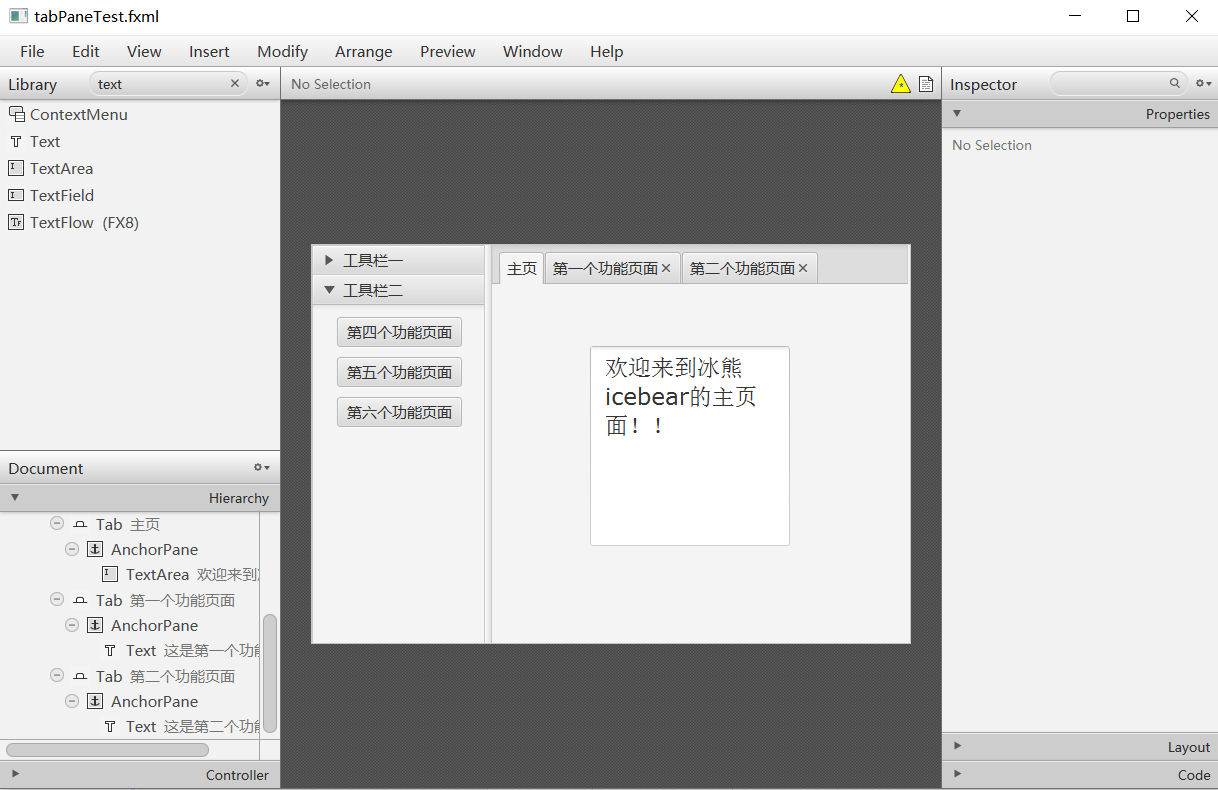 tabPaneTest.fxml
File Edit View Insert Modify Arrange Preview Window Help
Library text
No Selection
Inspector
ContextMenu
Text
TextArea
TextField
TextFlow (FX8)
Properties
No Selection
工具栏一
工具栏二
第四个功能页面
第五个功能页面
第六个功能页面
主页 第一个功能页面 第二个功能页面
欢迎来到冰熊
icebear的主页
面！！
Document
Hierarchy
Tab 主页
AnchorPane
TextArea 欢迎来到
Tab 第一个功能页面
AnchorPane
Text 这是第一个功能
Tab 第二个功能页面
AnchorPane
Text 这是第二个功能
Controller
Layout
Code